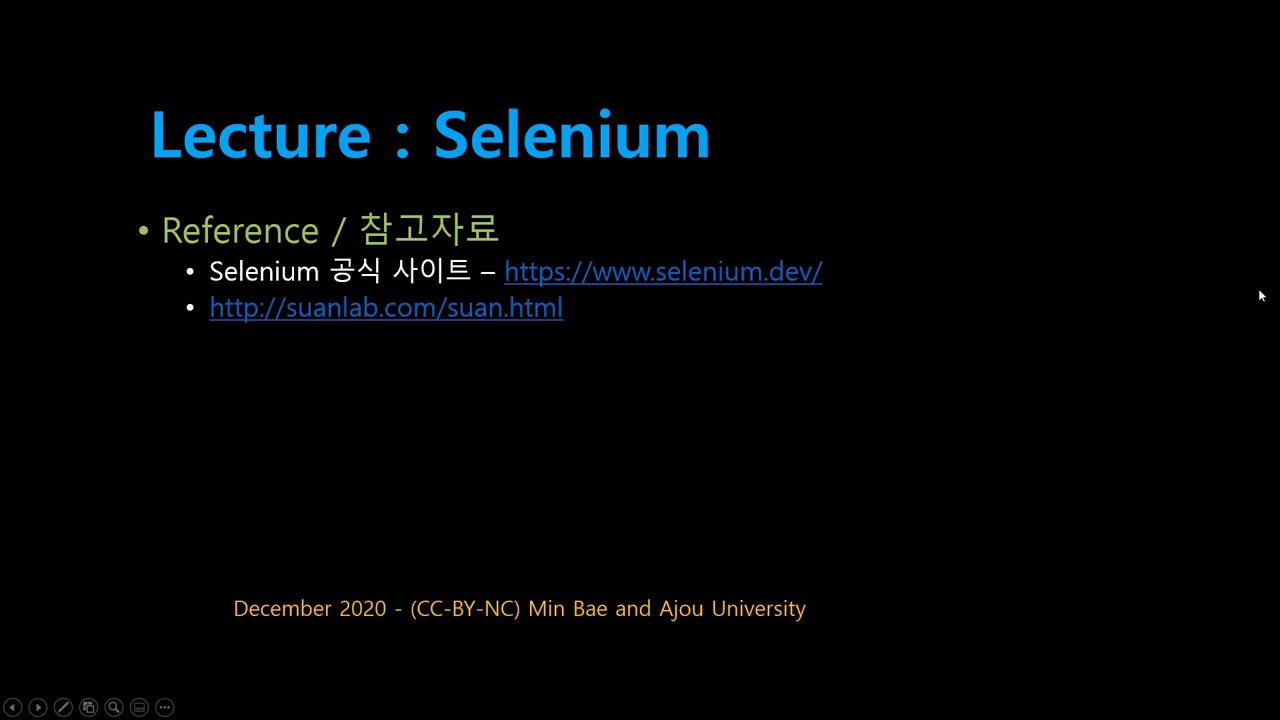 Lecture : Selenium
• Reference / 참고자료
• Selenium 공식 사이트 – https://www.selenium.dev/
• http://suanlab.com/suan.html
December 2020 - (CC-BY-NC) Min Bae and Ajou University